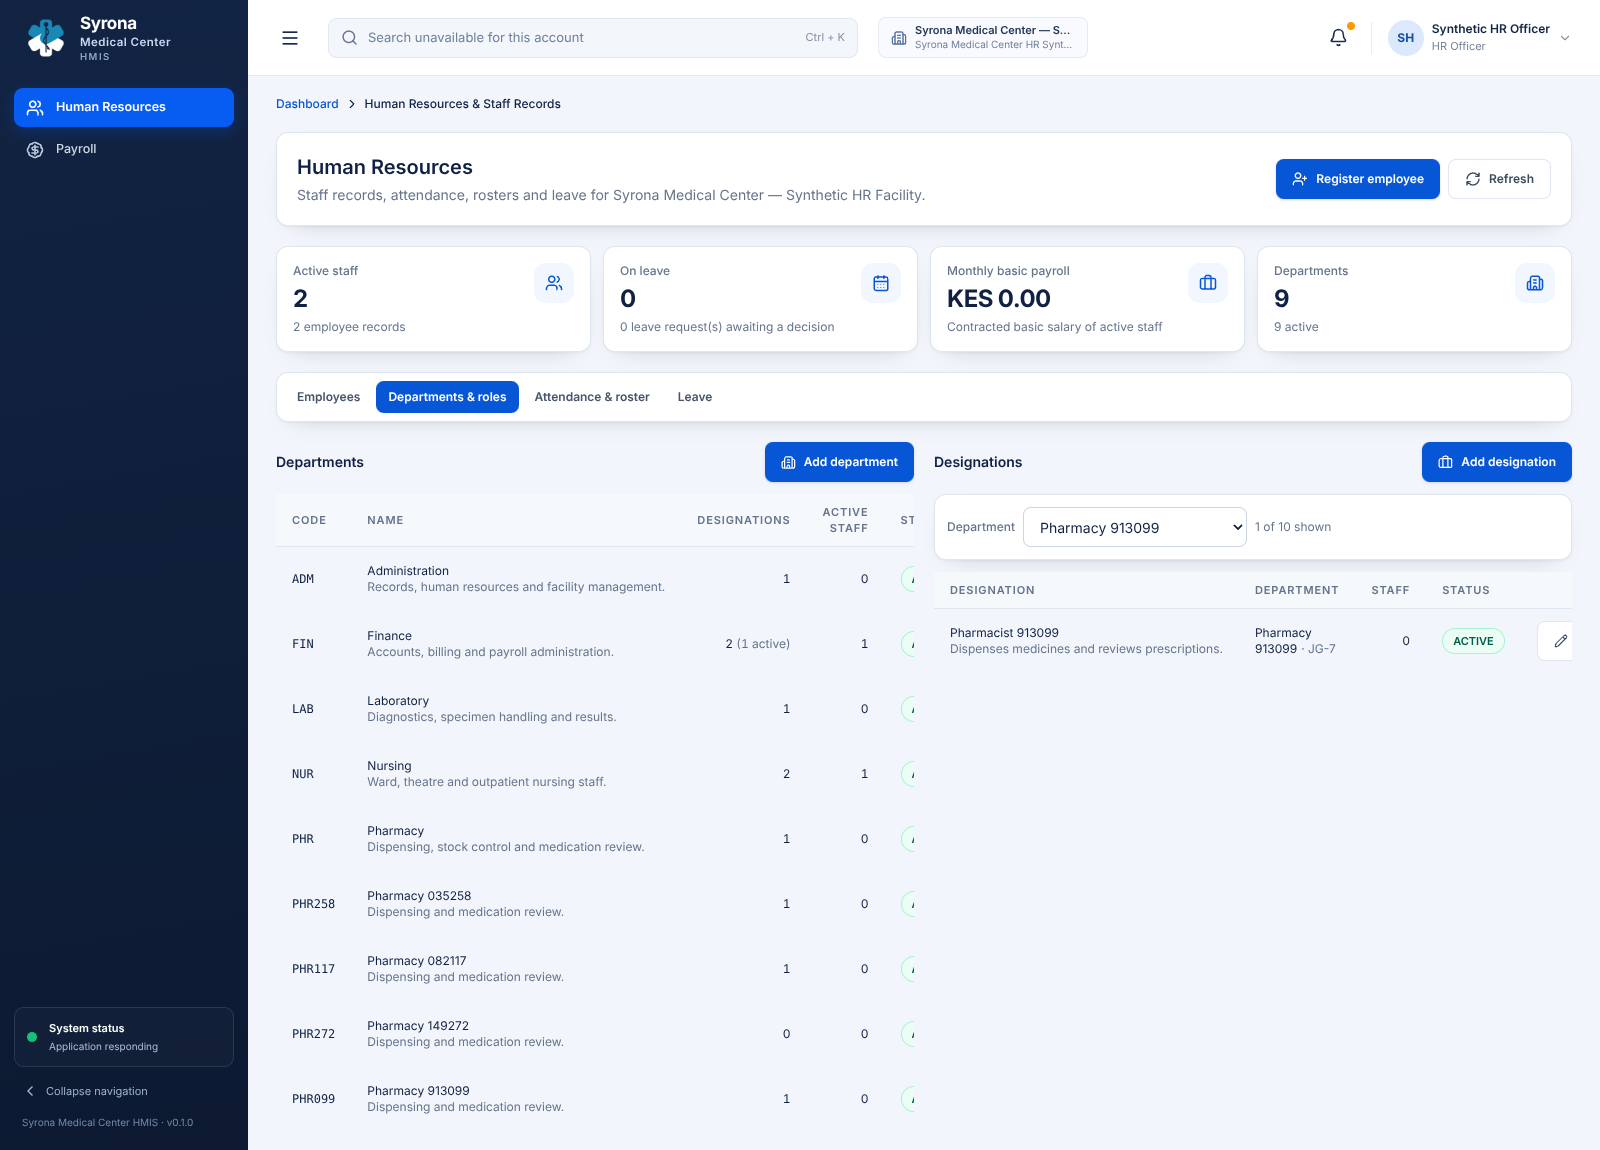 Syrona
Medical Center
HMIS
Human Resources
Payroll
System status
Application responding
Collapse navigation
Syrona Medical Center HMIS · v0.1.0
Search unavailable for this account
Ctrl + K
Syrona Medical Center — S...
Syrona Medical Center HR Synt...
SH
Synthetic HR Officer
HR Officer
Dashboard > Human Resources & Staff Records
Human Resources
Staff records, attendance, rosters and leave for Syrona Medical Center — Synthetic HR Facility.
Register employee
Refresh
Active staff
2
2 employee records
On leave
0
0 leave request(s) awaiting a decision
Monthly basic payroll
KES 0.00
Contracted basic salary of active staff
Departments
9
9 active
Employees
Departments & roles
Attendance & roster
Leave
Departments
Add department
CODE NAME DESIGNATIONS ACTIVE STAFF ST
ADM Administration 1 0
Records, human resources and facility management.
FIN Finance 2 (1 active) 1
Accounts, billing and payroll administration.
LAB Laboratory 1 0
Diagnostics, specimen handling and results.
NUR Nursing 2 1
Ward, theatre and outpatient nursing staff.
PHR Pharmacy 1 0
Dispensing, stock control and medication review.
PHR258 Pharmacy 035258 1 0
Dispensing and medication review.
PHR117 Pharmacy 082117 1 0
Dispensing and medication review.
PHR272 Pharmacy 149272 0 0
Dispensing and medication review.
PHR099 Pharmacy 913099 1 0
Dispensing and medication review.
Designations
Add designation
Department Pharmacy 913099 1 of 10 shown
DESIGNATION DEPARTMENT STAFF STATUS
Pharmacist 913099 Pharmacy 913099 · JG-7 0 ACTIVE
Dispenses medicines and reviews prescriptions.